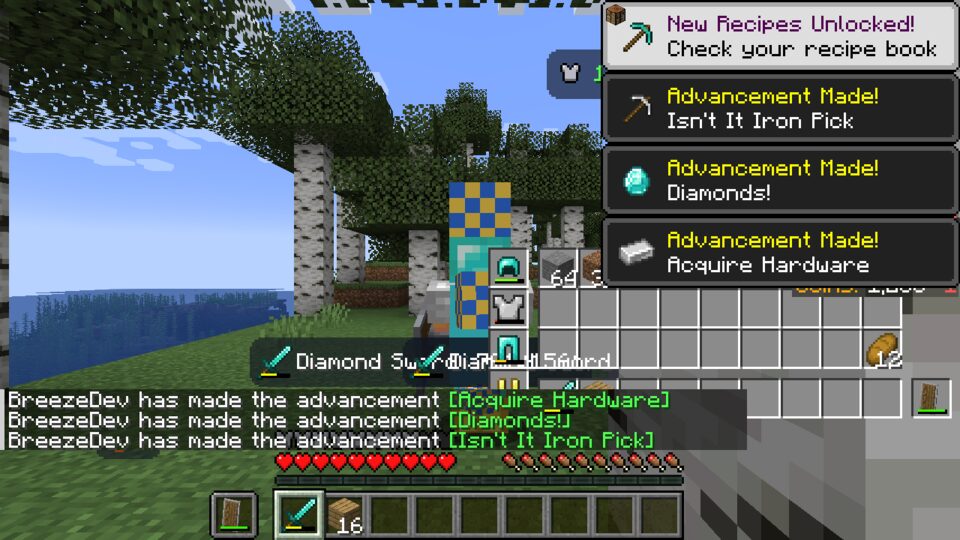 New Recipes Unlocked!
Check your recipe book
Advancement Made!
Isn't It Iron Pick
Advancement Made!
Diamonds!
Advancement Made!
Acquire Hardware
64
12
Diamond Sword
BreezeDev has made the advancement [Acquire Hardware]
BreezeDev has made the advancement [Diamonds!]
BreezeDev has made the advancement [Isn't It Iron Pick]
16